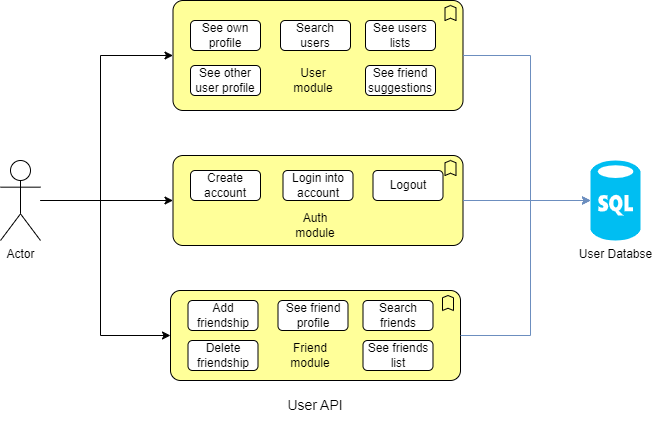 See own
profile
Search
users
See users
lists
See other
user profile
User
module
See friend
suggestions
Create
account
Login into
account
Logout
Auth
module
SQL
Actor
User Databse
Add
friendship
See friend
profile
Search
friends
Delete
friendship
Friend
module
See friends
list
User API